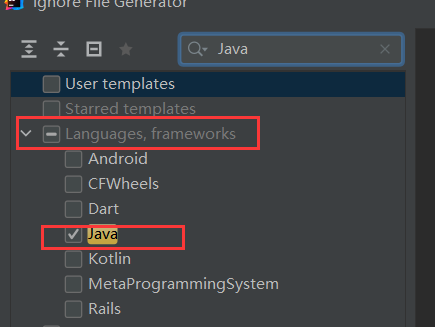 Ignore File Generator
Java
User templates
Starred templates
Languages, frameworks
Android
CFWheels
Dart
Java
Kotlin
MetaProgrammingSystem
Rails